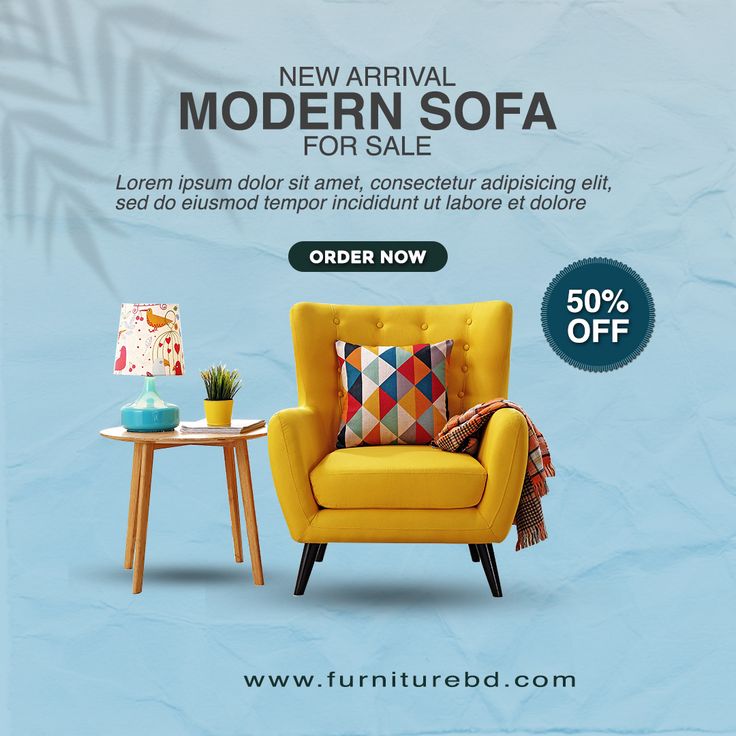 NEW ARRIVAL
MODERN SOFA
FOR SALE
Lorem ipsum dolor sit amet, consectetur adipisicing elit,
sed do eiusmod tempor incididunt ut labore et dolore
ORDER NOW
50%
OFF
www.furniturebd.com